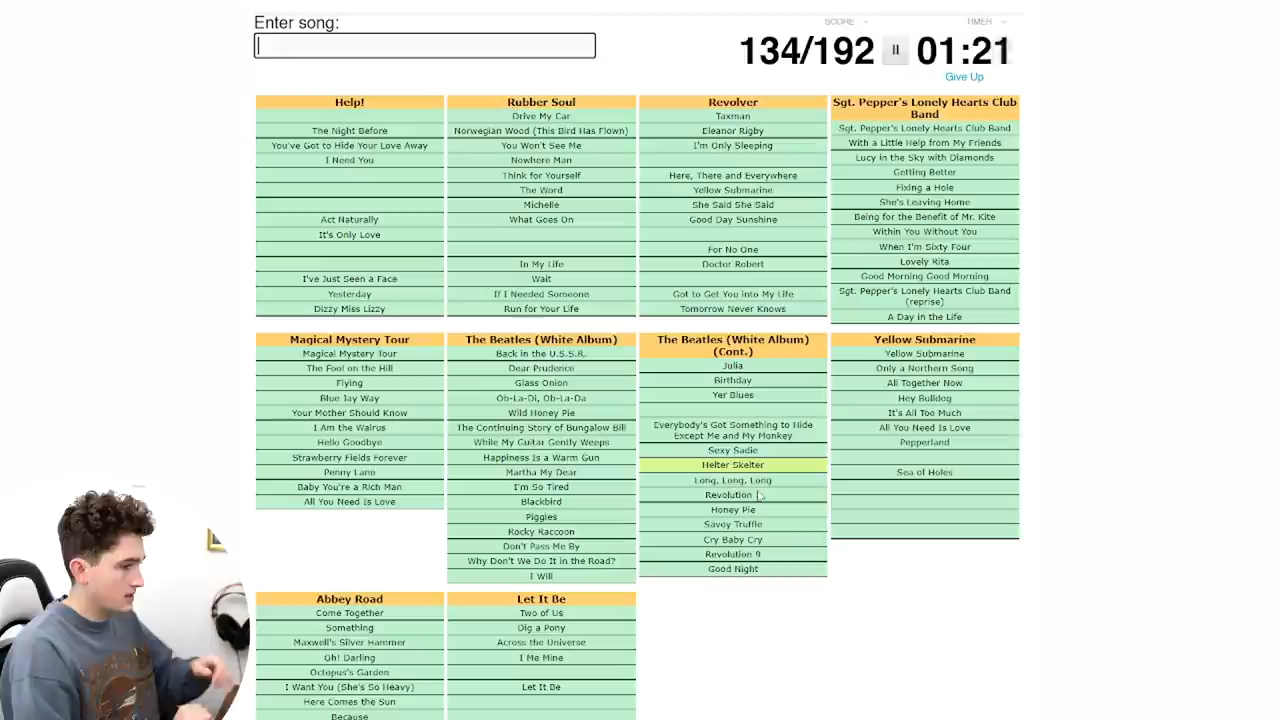 Enter song:
SCORE
TIMER
134/192
01:21
Give Up
Help!
The Night Before
You've Got to Hide Your Love Away
I Need You
Act Naturally
It's Only Love
I've Just Seen a Face
Yesterday
Dizzy Miss Lizzy
Rubber Soul
Drive My Car
Norwegian Wood (This Bird Has Flown)
You Won't See Me
Nowhere Man
Think for Yourself
The Word
Michelle
What Goes On
In My Life
Wait
If I Needed Someone
Run for Your Life
Revolver
Taxman
Eleanor Rigby
I'm Only Sleeping
Here, There and Everywhere
Yellow Submarine
She Said She Said
Good Day Sunshine
For No One
Doctor Robert
Got to Get You into My Life
Tomorrow Never Knows
Sgt. Pepper's Lonely Hearts Club
Band
Sgt. Pepper's Lonely Hearts Club Band
With a Little Help from My Friends
Lucy in the Sky with Diamonds
Getting Better
Fixing a Hole
She's Leaving Home
Being for the Benefit of Mr. Kite
Within You Without You
When I'm Sixty Four
Lovely Rita
Good Morning Good Morning
Sgt. Pepper's Lonely Hearts Club Band
(reprise)
A Day in the Life
Magical Mystery Tour
Magical Mystery Tour
The Fool on the Hill
Flying
Blue Jay Way
Your Mother Should Know
I Am the Walrus
Hello Goodbye
Strawberry Fields Forever
Penny Lane
Baby You're a Rich Man
All You Need Is Love
The Beatles (White Album)
Back in the U.S.S.R.
Dear Prudence
Glass Onion
Ob-La-Di, Ob-La-Da
Wild Honey Pie
The Continuing Story of Bungalow Bill
While My Guitar Gently Weeps
Happiness Is a Warm Gun
Martha My Dear
I'm So Tired
Blackbird
Piggies
Rocky Raccoon
Don't Pass Me By
Why Don't We Do It in the Road?
I Will
The Beatles (White Album)
(Cont.)
Julia
Birthday
Yer Blues
Everybody's Got Something to Hide
Except Me and My Monkey
Sexy Sadie
Helter Skelter
Long, Long, Long
Revolution
Honey Pie
Savoy Truffle
Cry Baby Cry
Revolution 9
Good Night
Yellow Submarine
Yellow Submarine
Only a Northern Song
All Together Now
Hey Bulldog
It's All Too Much
All You Need Is Love
Pepperland
Sea of Holes
Abbey Road
Come Together
Something
Maxwell's Silver Hammer
Oh! Darling
Octopus's Garden
I Want You (She's So Heavy)
Here Comes the Sun
Because
Let It Be
Two of Us
Dig a Pony
Across the Universe
I Me Mine
Let It Be